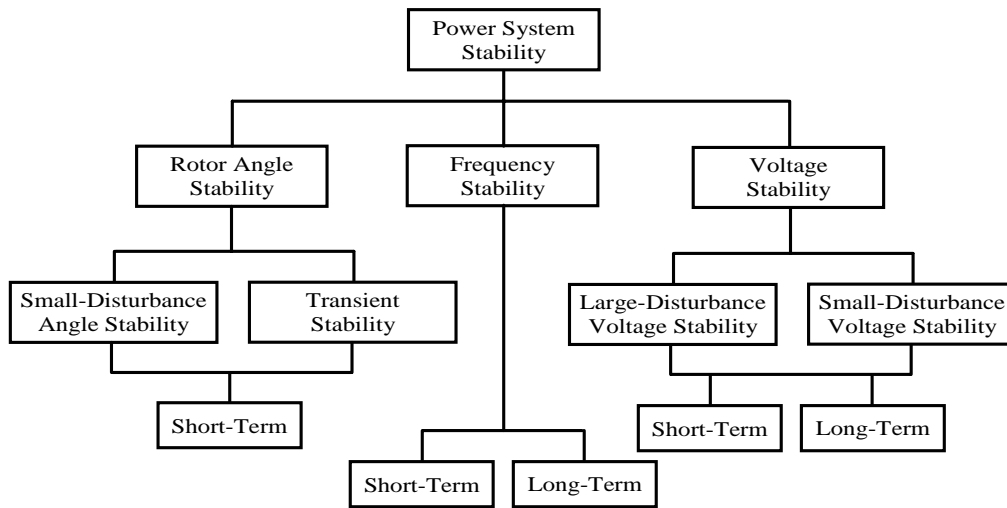 Power System
Stability
Rotor Angle
Stability
Frequency
Stability
Voltage
Stability
Small-Disturbance
Angle Stability
Transient
Stability
Large-Disturbance
Voltage Stability
Small-Disturbance
Voltage Stability
Short-Term
Short-Term
Long-Term
Short-Term
Long-Term